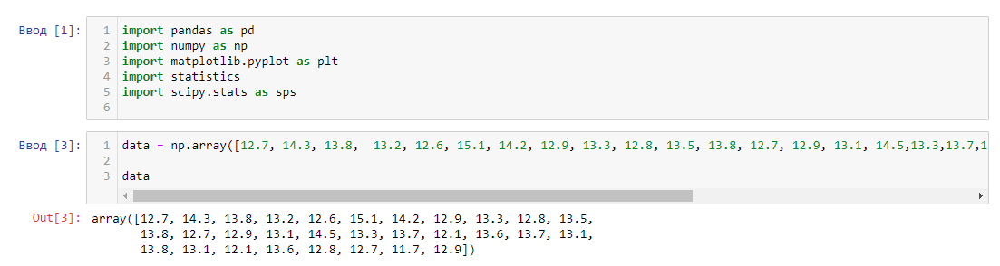 Ввод [1]:
1 import pandas as pd
2 import numpy as np
3 import matplotlib.pyplot as plt
4 import statistics
5 import scipy.stats as sps
6
Ввод [3]:
1 data = np.array([12.7, 14.3, 13.8,  13.2, 12.6, 15.1, 14.2, 12.9, 13.3, 12.8, 13.5, 13.8, 12.7, 12.9, 13.1, 14.5,13.3,13.7,1
2
3 data
Out[3]: array([12.7, 14.3, 13.8, 13.2, 12.6, 15.1, 14.2, 12.9, 13.3, 12.8, 13.5,
13.8, 12.7, 12.9, 13.1, 14.5, 13.3, 13.7, 12.1, 13.6, 13.7, 13.1,
13.8, 13.1, 12.1, 13.6, 12.8, 12.7, 11.7, 12.9])